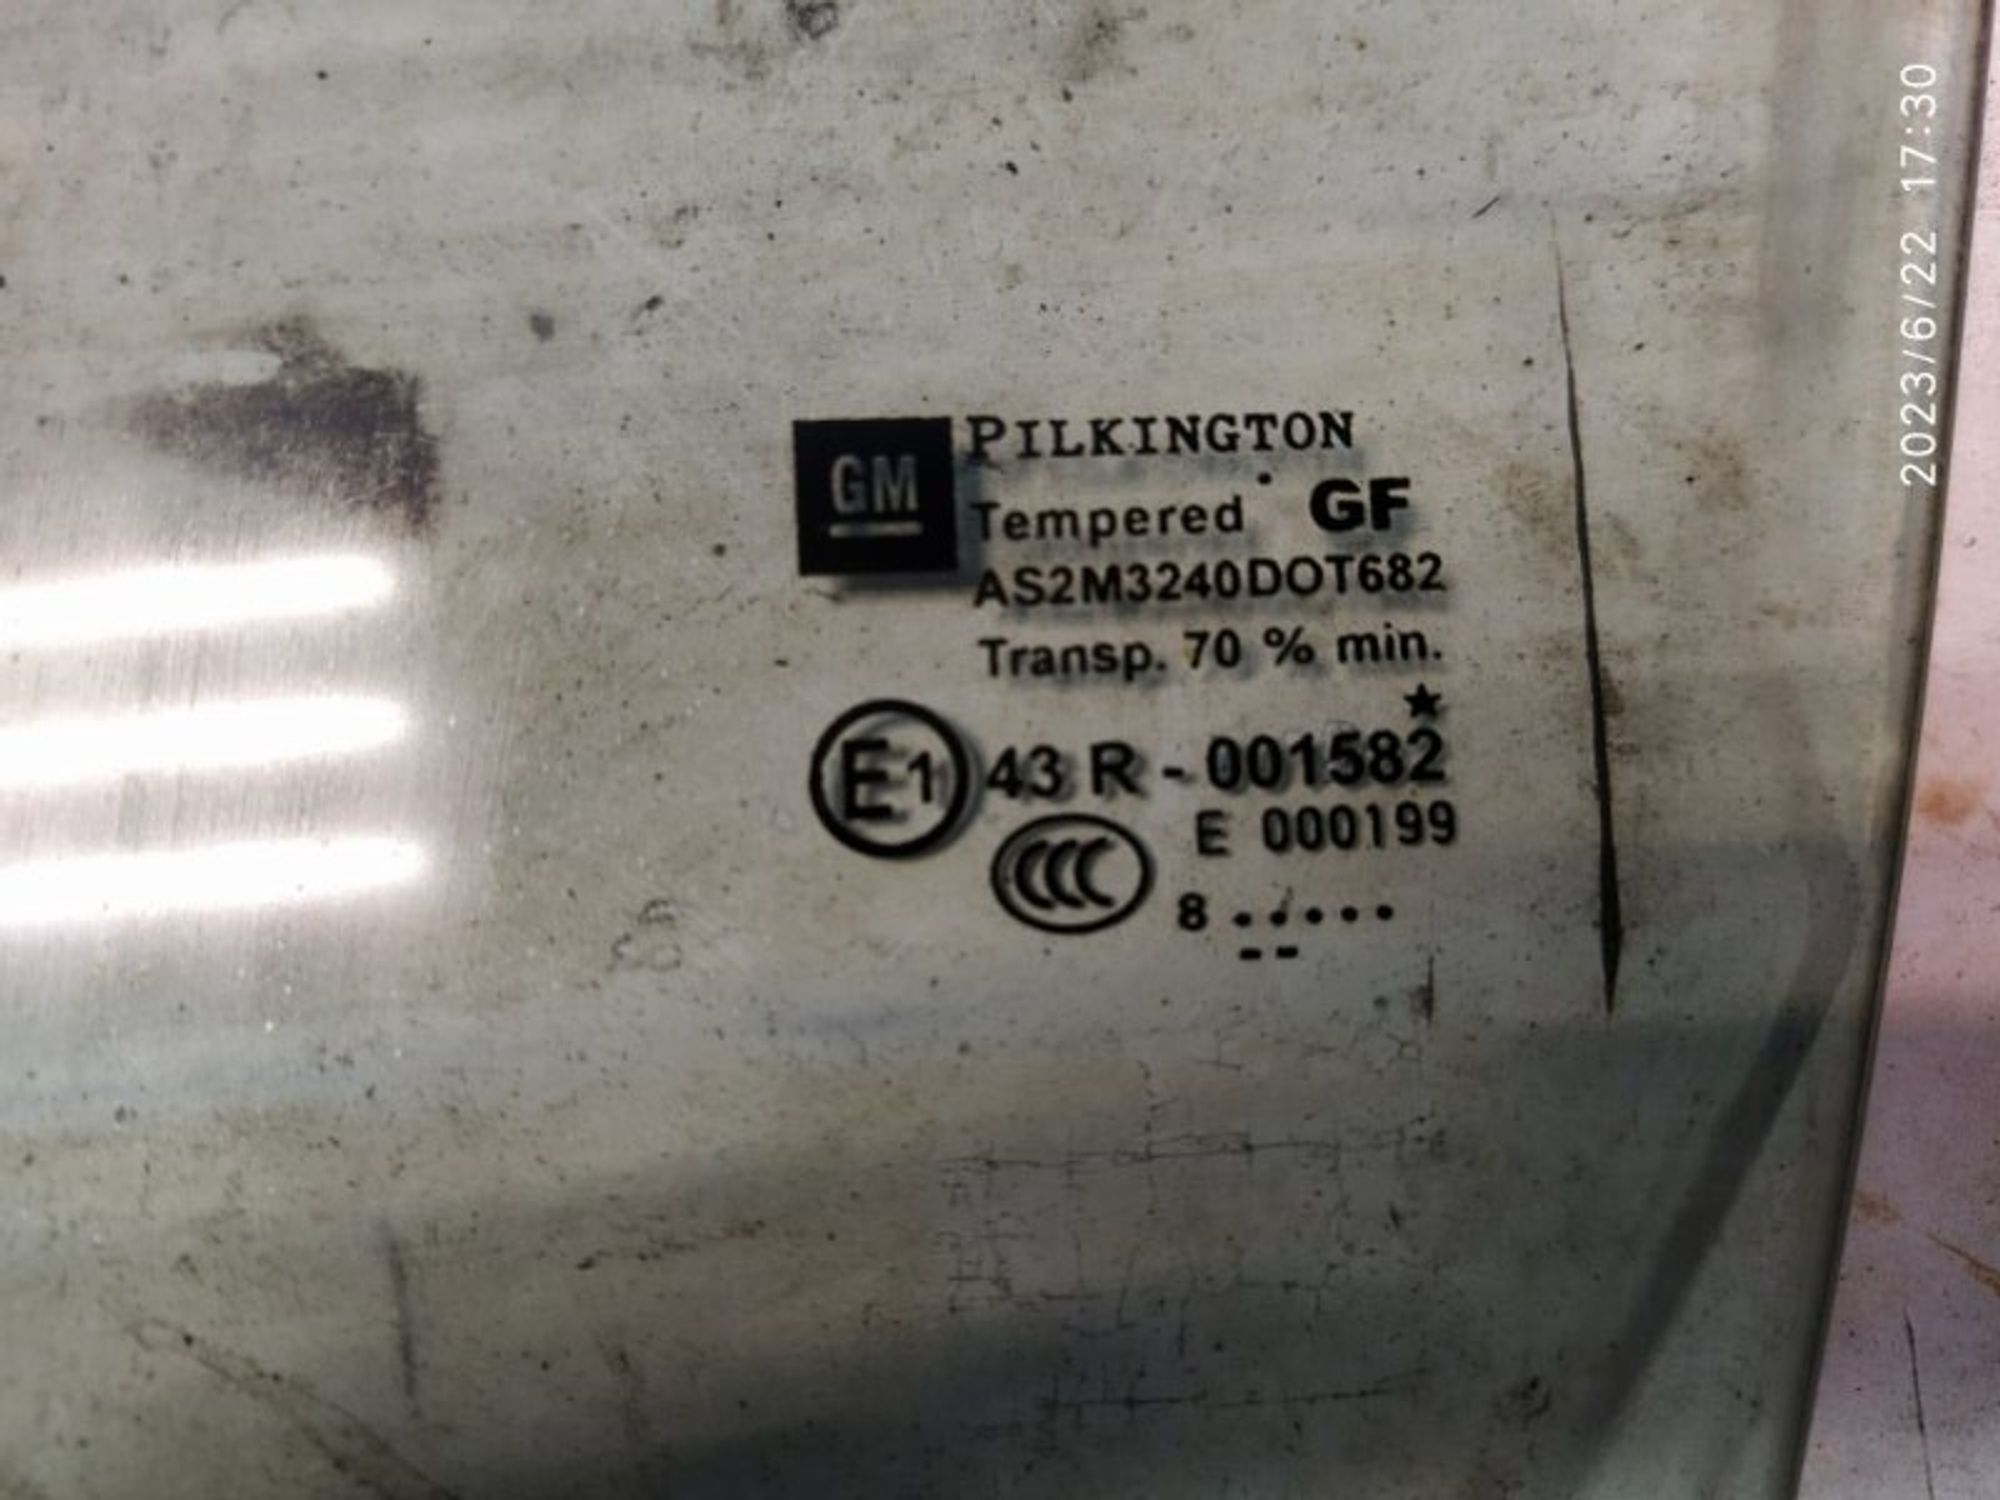 GM
PILKINGTON
Tempered GF
AS2M3240DOT682
Transp. 70 % min.
E1 43 R - 001582
CCC E 000199
8 . . . . .
2023/6/22 17:30